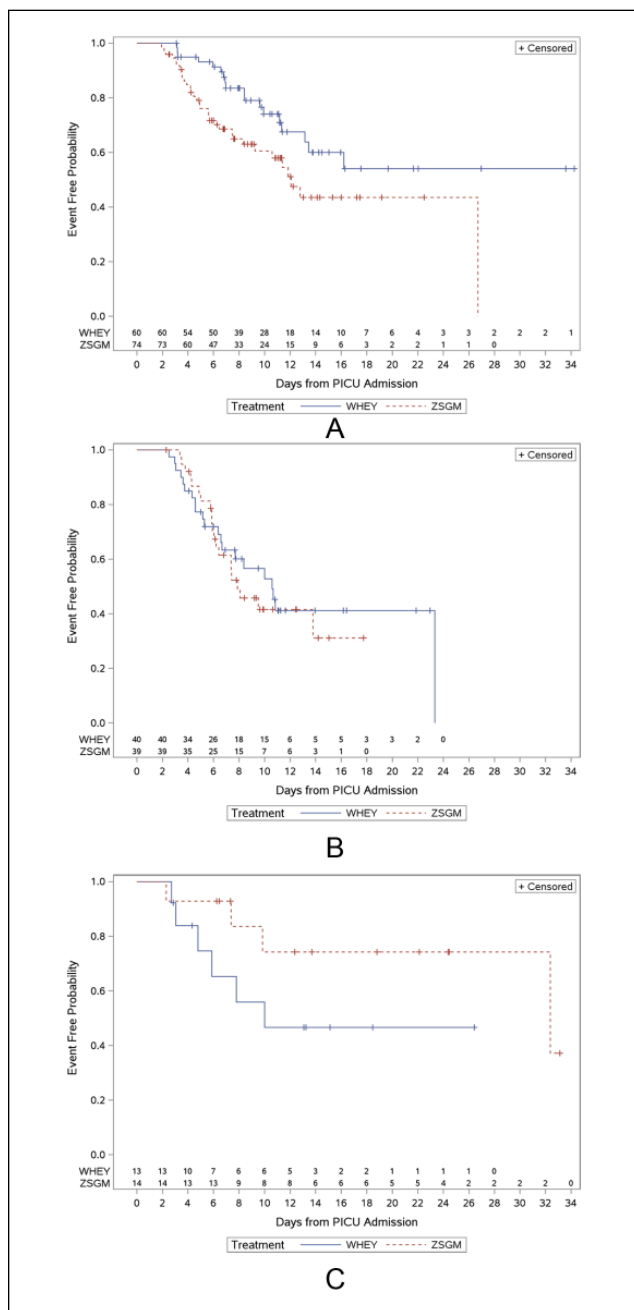 1.0
+ Censored
0.8
0.6
0.4
0.2
0.0
Event Free Probability
WHEY 60 60 54 50 39 28 18 14 10 7 6 4 3 3 2 2 2 1
ZSGM 74 73 60 47 33 24 15 9 6 3 2 2 1 1 0
0 2 4 6 8 10 12 14 16 18 20 22 24 26 28 30 32 34
Days from PICU Admission
Treatment WHEY ZSGM
A
1.0
+ Censored
0.8
0.6
0.4
0.2
0.0
Event Free Probability
WHEY 40 40 34 26 18 15 6 5 5 3 3 2 0
ZSGM 39 39 35 25 15 7 6 3 1 0
0 2 4 6 8 10 12 14 16 18 20 22 24 26 28 30 32 34
Days from PICU Admission
Treatment WHEY ZSGM
B
1.0
+ Censored
0.8
0.6
0.4
0.2
0.0
Event Free Probability
WHEY 13 13 10 7 6 6 5 3 2 2 1 1 1 1 0
ZSGM 14 14 13 13 9 8 8 6 6 6 5 5 4 2 2 2 2 0
0 2 4 6 8 10 12 14 16 18 20 22 24 26 28 30 32 34
Days from PICU Admission
Treatment WHEY ZSGM
C